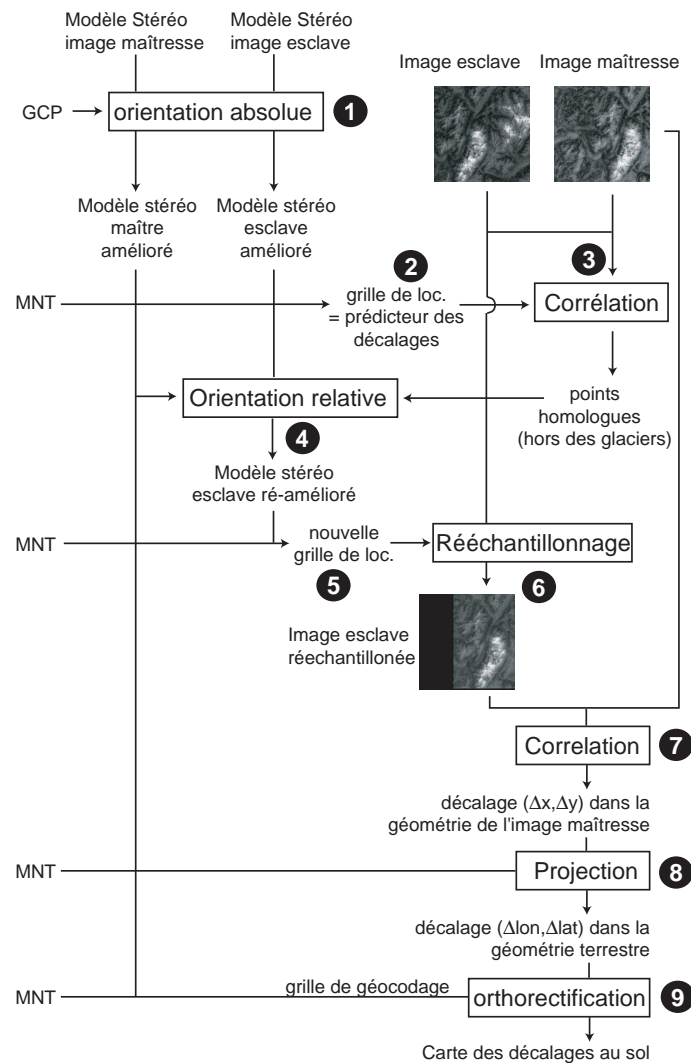 Modèle Stéréo
image maîtresse
Modèle Stéréo
image esclave
Image esclave
Image maîtresse
GCP
orientation absolue
1
Modèle stéréo
maître
amélioré
Modèle stéréo
esclave
amélioré
2
3
MNT
grille de loc.
= prédicteur des
décalages
Corrélation
Orientation relative
points
homologues
(hors des glaciers)
4
Modèle stéréo
esclave ré-amélioré
MNT
nouvelle
grille de loc.
Rééchantillonnage
5
6
Image esclave
réechantillonée
Correlation
7
décalage (Δx,Δy) dans la
géométrie de l'image maîtresse
MNT
Projection
8
décalage (Δlon,Δlat) dans la
géométrie terrestre
MNT
grille de géocodage
orthorectification
9
Carte des décalages au sol